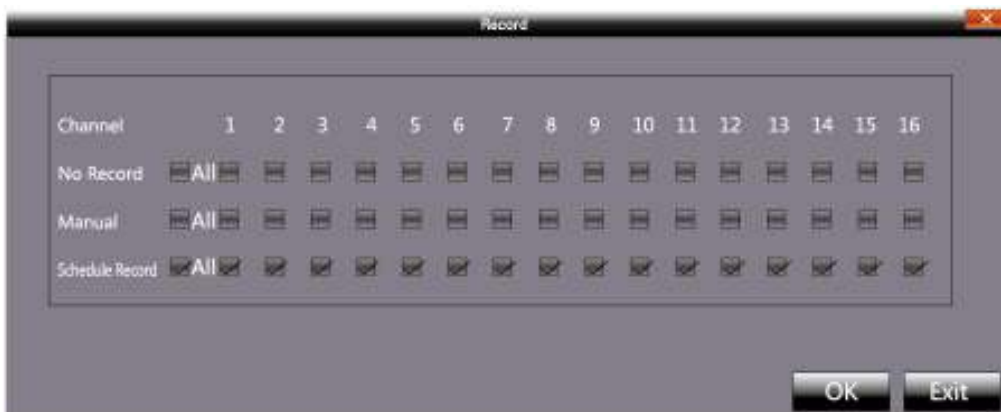 Record
Channel 1 2 3 4 5 6 7 8 9 10 11 12 13 14 15 16
No Record All
Manual All
Schedule Record All
OK Exit